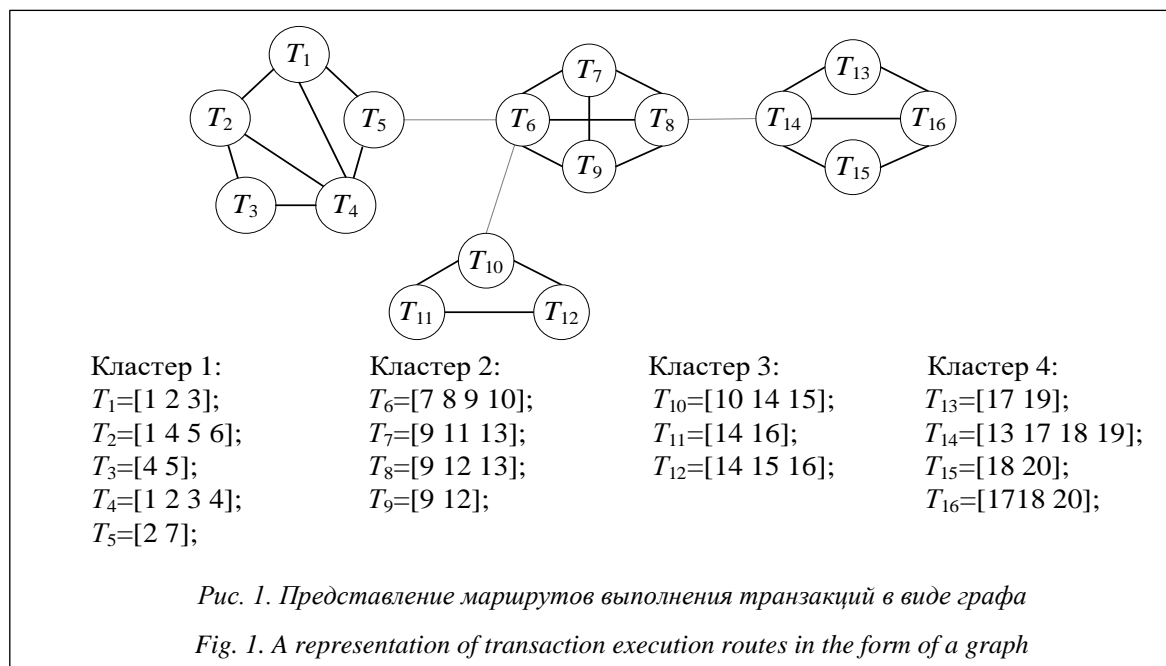 T₁
T₇
T₁₃
T₂ T₅ T₆ T₈ T₁₄ T₁₆
T₉ T₁₅
T₃ T₄
T₁₀
T₁₁ T₁₂
Кластер 1:
T₁=[1 2 3];
T₂=[1 4 5 6];
T₃=[4 5];
T₄=[1 2 3 4];
T₅=[2 7];
Кластер 2:
T₆=[7 8 9 10];
T₇=[9 11 13];
T₈=[9 12 13];
T₉=[9 12];
Кластер 3:
T₁₀=[10 14 15];
T₁₁=[14 16];
T₁₂=[14 15 16];
Кластер 4:
T₁₃=[17 19];
T₁₄=[13 17 18 19];
T₁₅=[18 20];
T₁₆=[1718 20];
Рис. 1. Представление маршрутов выполнения транзакций в виде графа
Fig. 1. A representation of transaction execution routes in the form of a graph